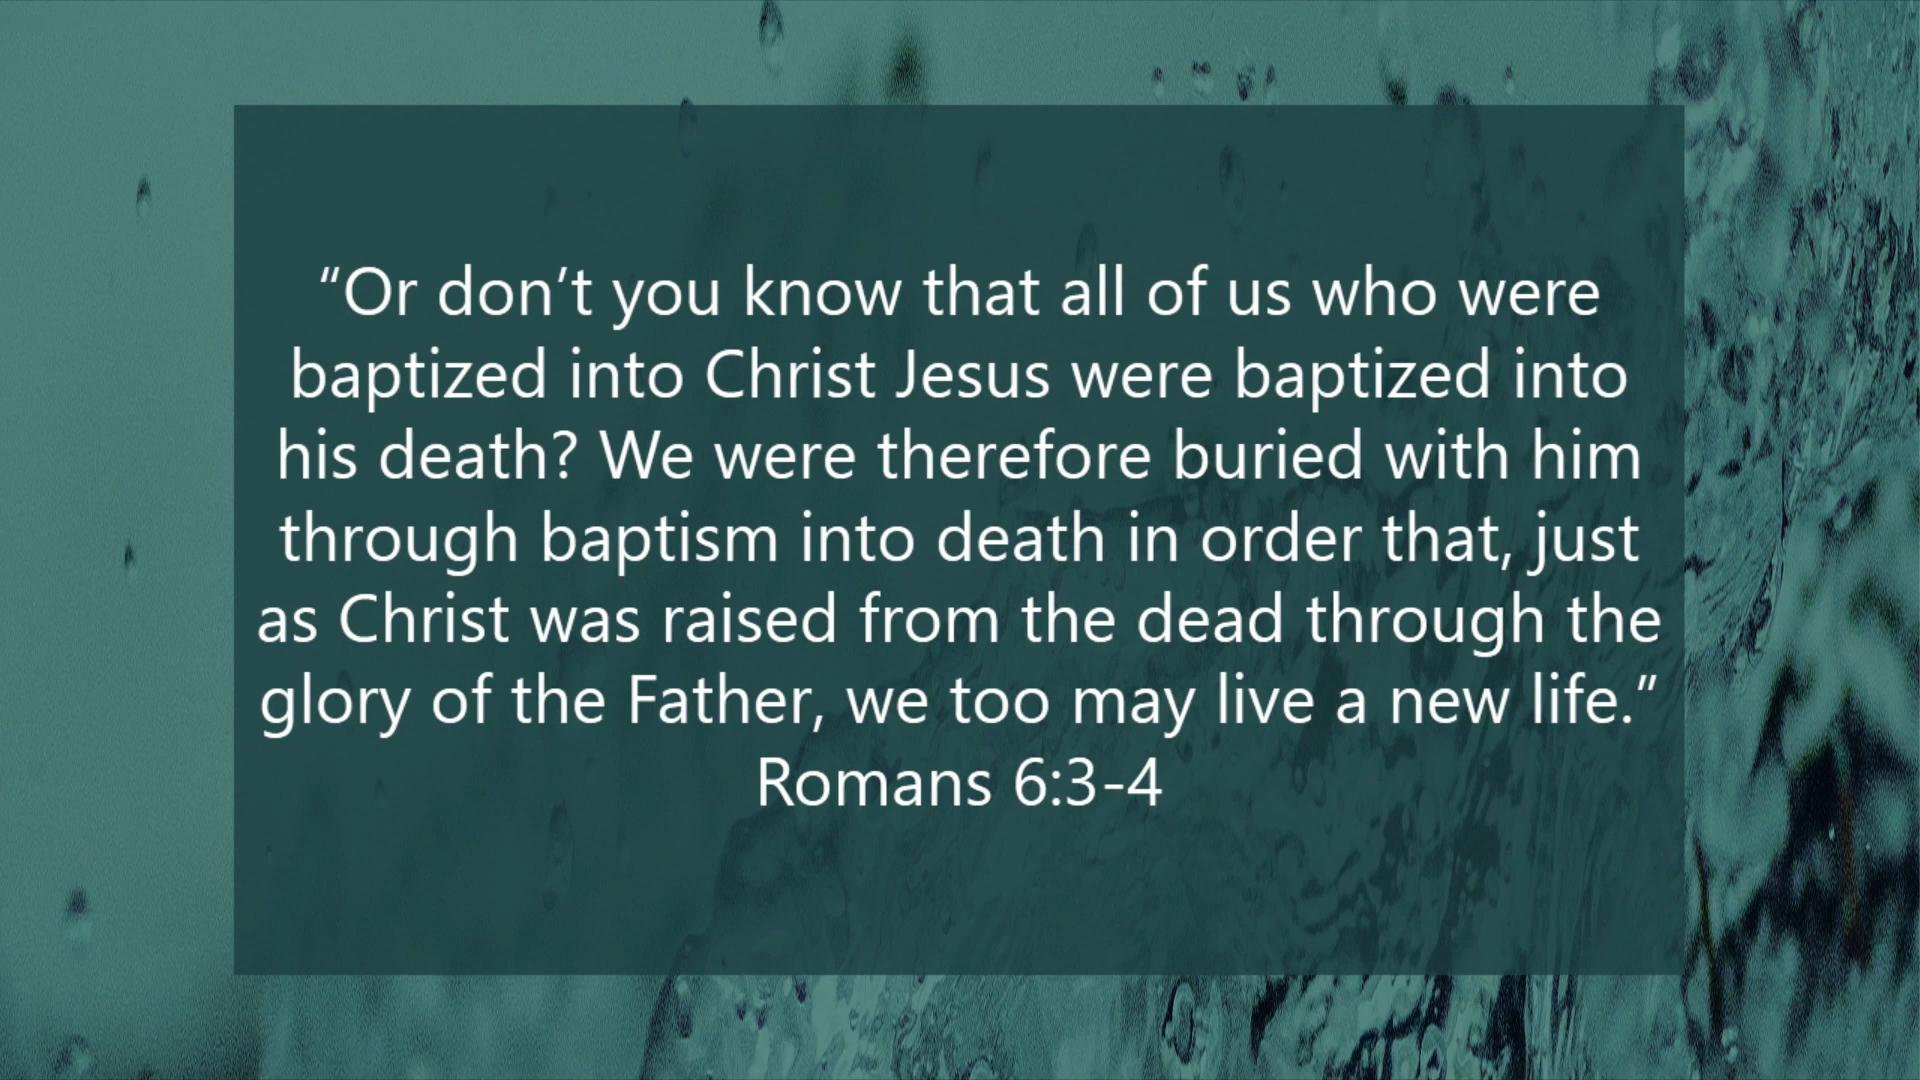 “Or don’t you know that all of us who were
baptized into Christ Jesus were baptized into
his death? We were therefore buried with him
through baptism into death in order that, just
as Christ was raised from the dead through the
glory of the Father, we too may live a new life.”
Romans 6:3-4